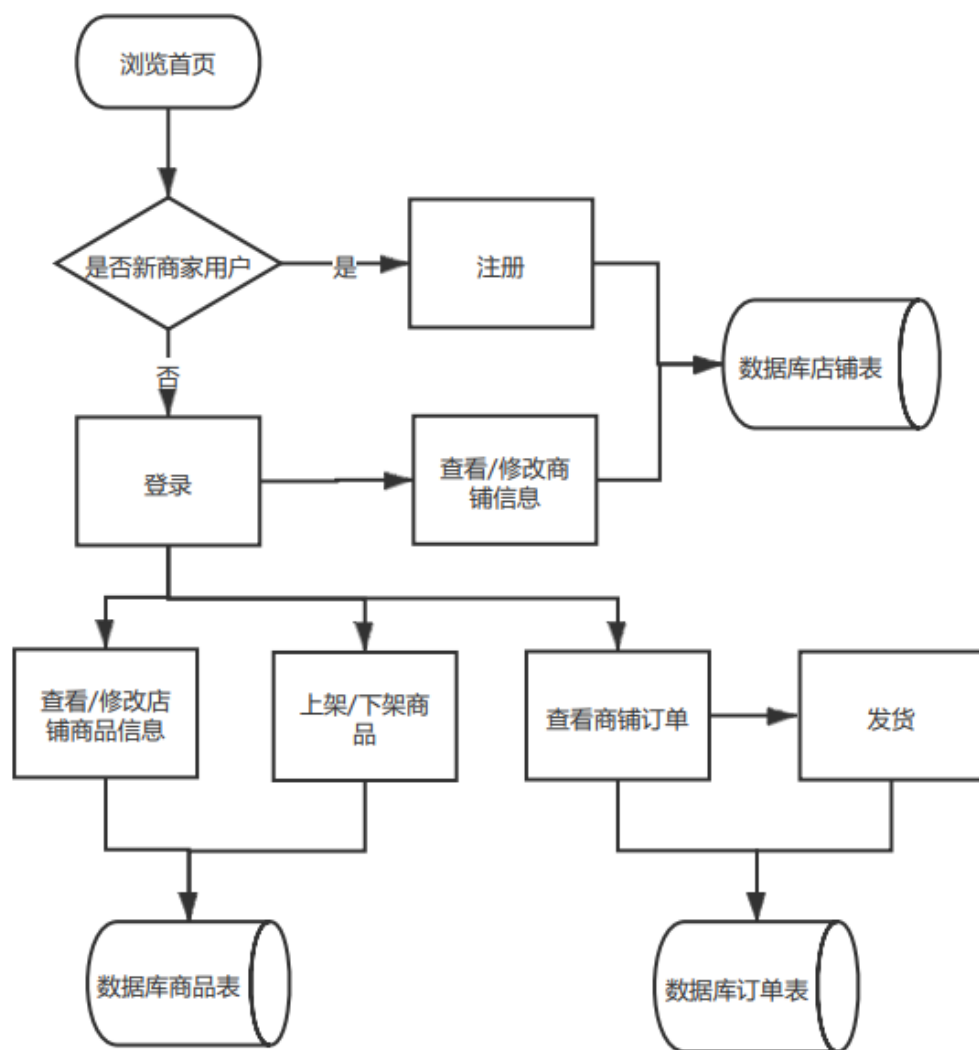 浏览首页
是否新商家用户
是
注册
数据库店铺表
否
登录
查看/修改商
铺信息
查看/修改店
铺商品信息
上架/下架商
品
查看商铺订单
发货
数据库商品表
数据库订单表